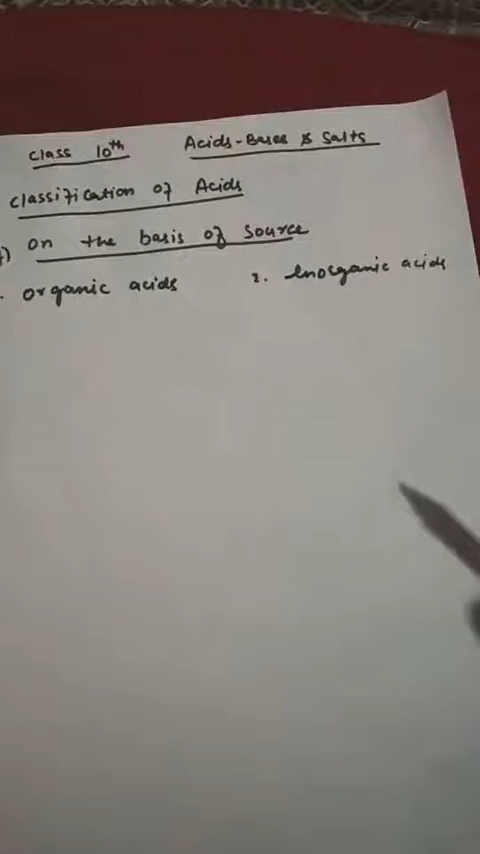 class 10th Acids-Bases & Salts
classification of Acids
) on the basis of source
. organic acids 2. Inorganic acids